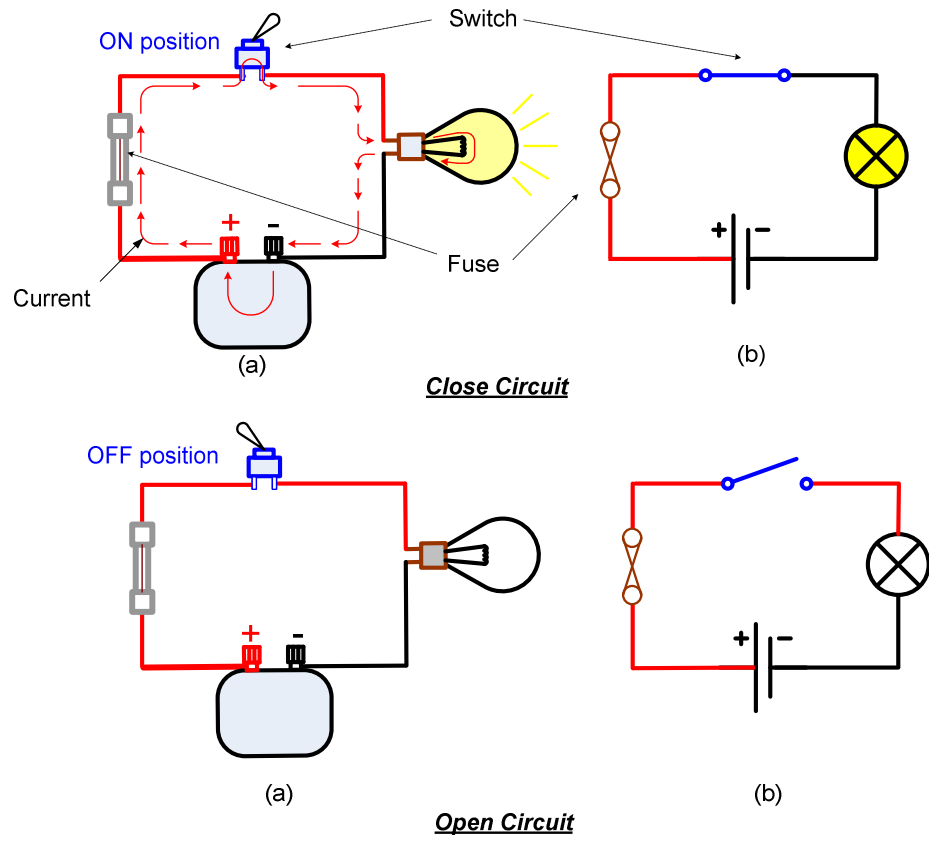 Switch
ON position
+ -
+ -
Fuse
Current
(a)
(b)
Close Circuit
OFF position
+ -
+ -
(a)
(b)
Open Circuit